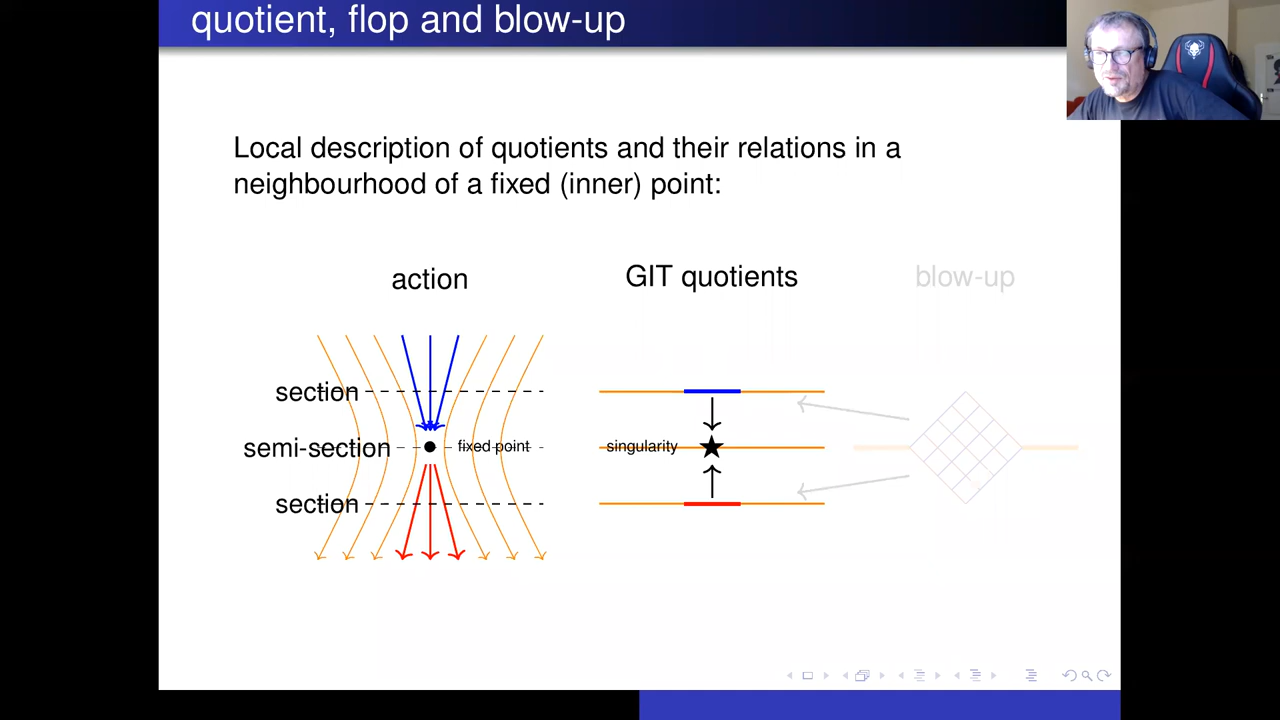 quotient, flop and blow-up
Local description of quotients and their relations in a
neighbourhood of a fixed (inner) point:
action
GIT quotients
blow-up
section
semi-section
fixed point
singularity
section